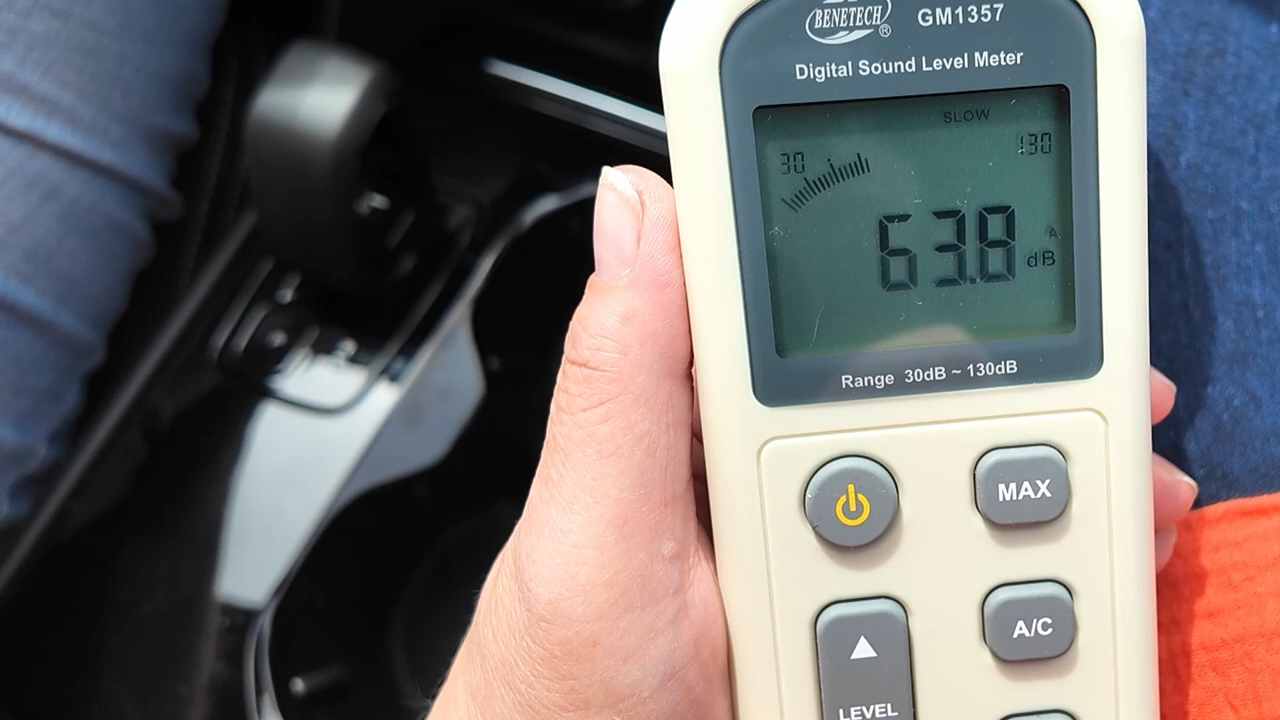 BENETECH ®
GM1357
Digital Sound Level Meter
SLOW
30
130
63.8
A
dB
Range 30dB ~ 130dB
MAX
A/C
LEVEL